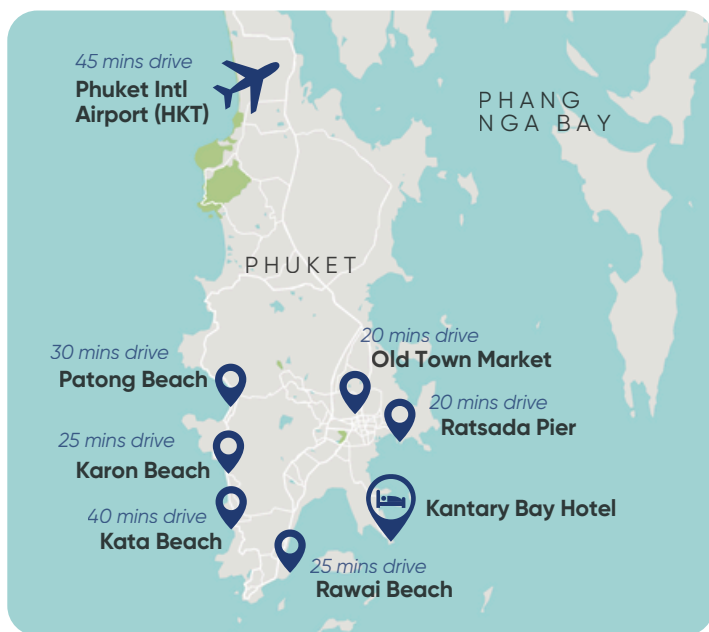 45 mins drive
Phuket Intl
Airport (HKT)
PHANG
NGA BAY
PHUKET
20 mins drive
Old Town Market
30 mins drive
Patong Beach
20 mins drive
Ratsada Pier
25 mins drive
Karon Beach
Kantary Bay Hotel
40 mins drive
Kata Beach
25 mins drive
Rawai Beach